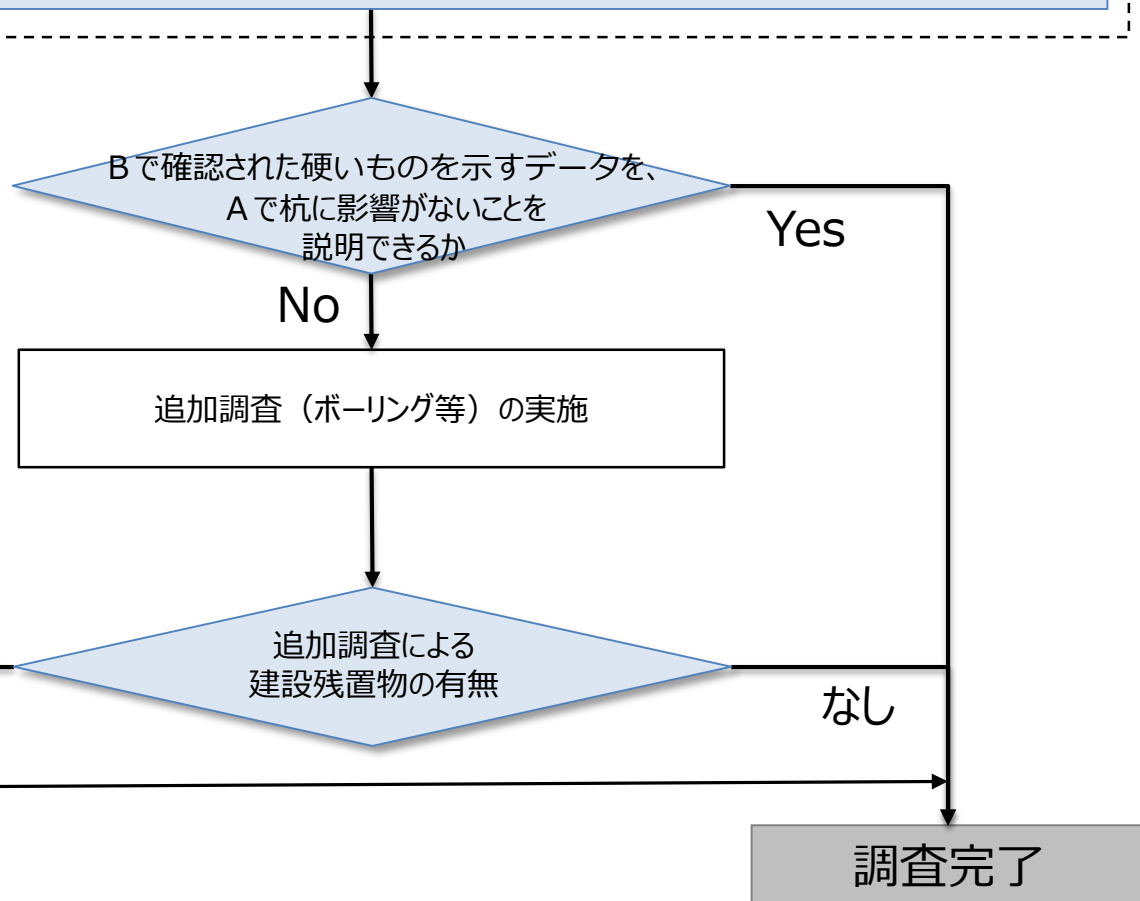 Bで確認された硬いものを示すデータを、
Aで杭に影響がないことを
説明できるか
Yes
No
追加調査（ボーリング等）の実施
追加調査による
建設残置物の有無
なし
調査完了